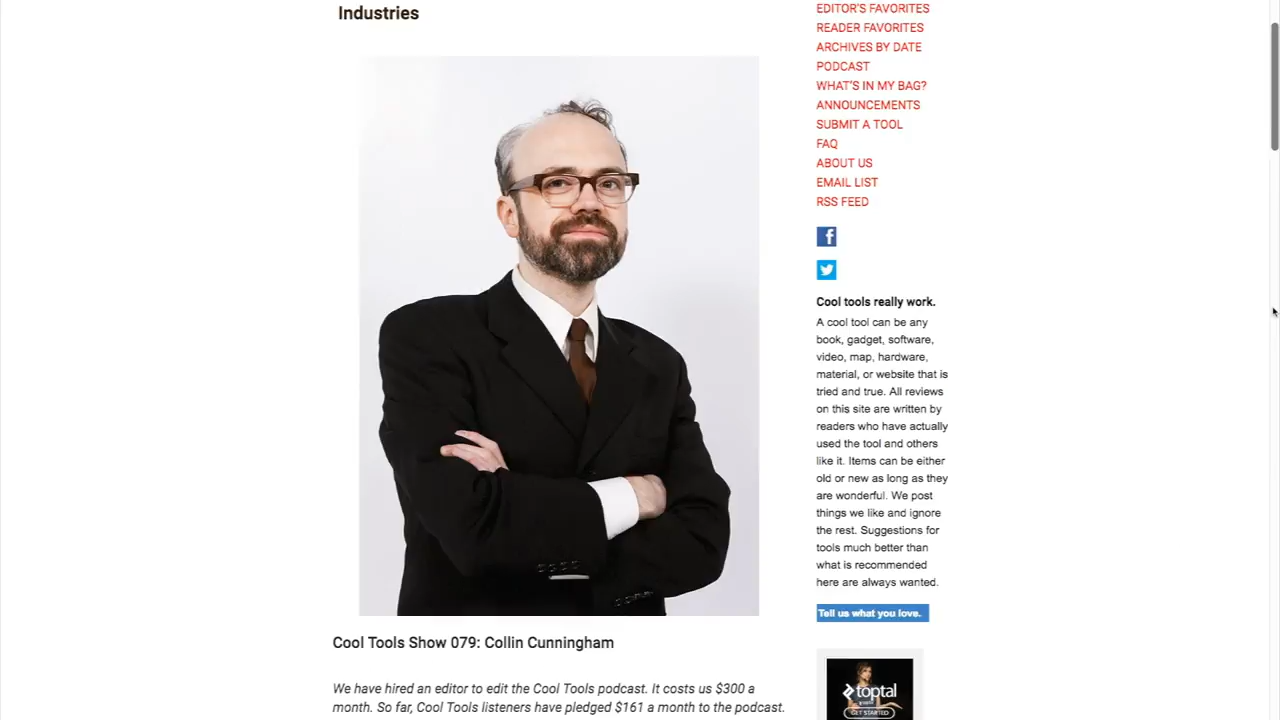 Industries
Cool Tools Show 079: Collin Cunningham
We have hired an editor to edit the Cool Tools podcast. It costs us $300 a
month. So far, Cool Tools listeners have pledged $161 a month to the podcast.
EDITOR'S FAVORITES
READER FAVORITES
ARCHIVES BY DATE
PODCAST
WHAT'S IN MY BAG?
ANNOUNCEMENTS
SUBMIT A TOOL
FAQ
ABOUT US
EMAIL LIST
RSS FEED
Cool tools really work.
A cool tool can be any
book, gadget, software,
video, map, hardware,
material, or website that is
tried and true. All reviews
on this site are written by
readers who have actually
used the tool and others
like it. Items can be either
old or new as long as they
are wonderful. We post
things we like and ignore
the rest. Suggestions for
tools much better than
what is recommended
here are always wanted.
Tell us what you love.
toptal
GET STARTED